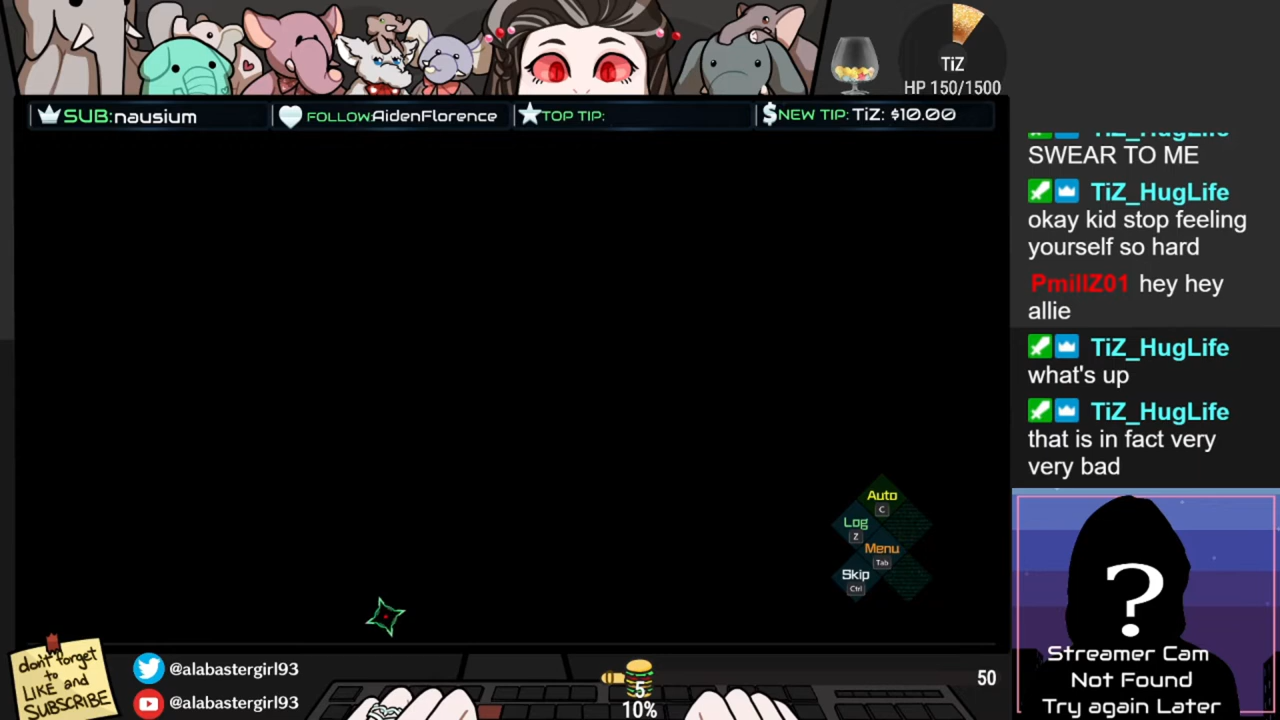 TiZ
HP 150/1500
SUB:nausium
FOLLOW:AidenFlorence
TOP TIP:
NEW TIP: TiZ: $10.00
SWEAR TO ME
TiZ_HugLife
okay kid stop feeling
yourself so hard
PmillZ01 hey hey
allie
TiZ_HugLife
what's up
TiZ_HugLife
that is in fact very
very bad
Auto
C
Log
Z
Menu
Tab
Skip
Ctrl
?
Streamer Cam
Not Found
Try again Later
don't forget
to
LIKE and
SUBSCRIBE
@alabastergirl93
@alabastergirl93
5
10%
50